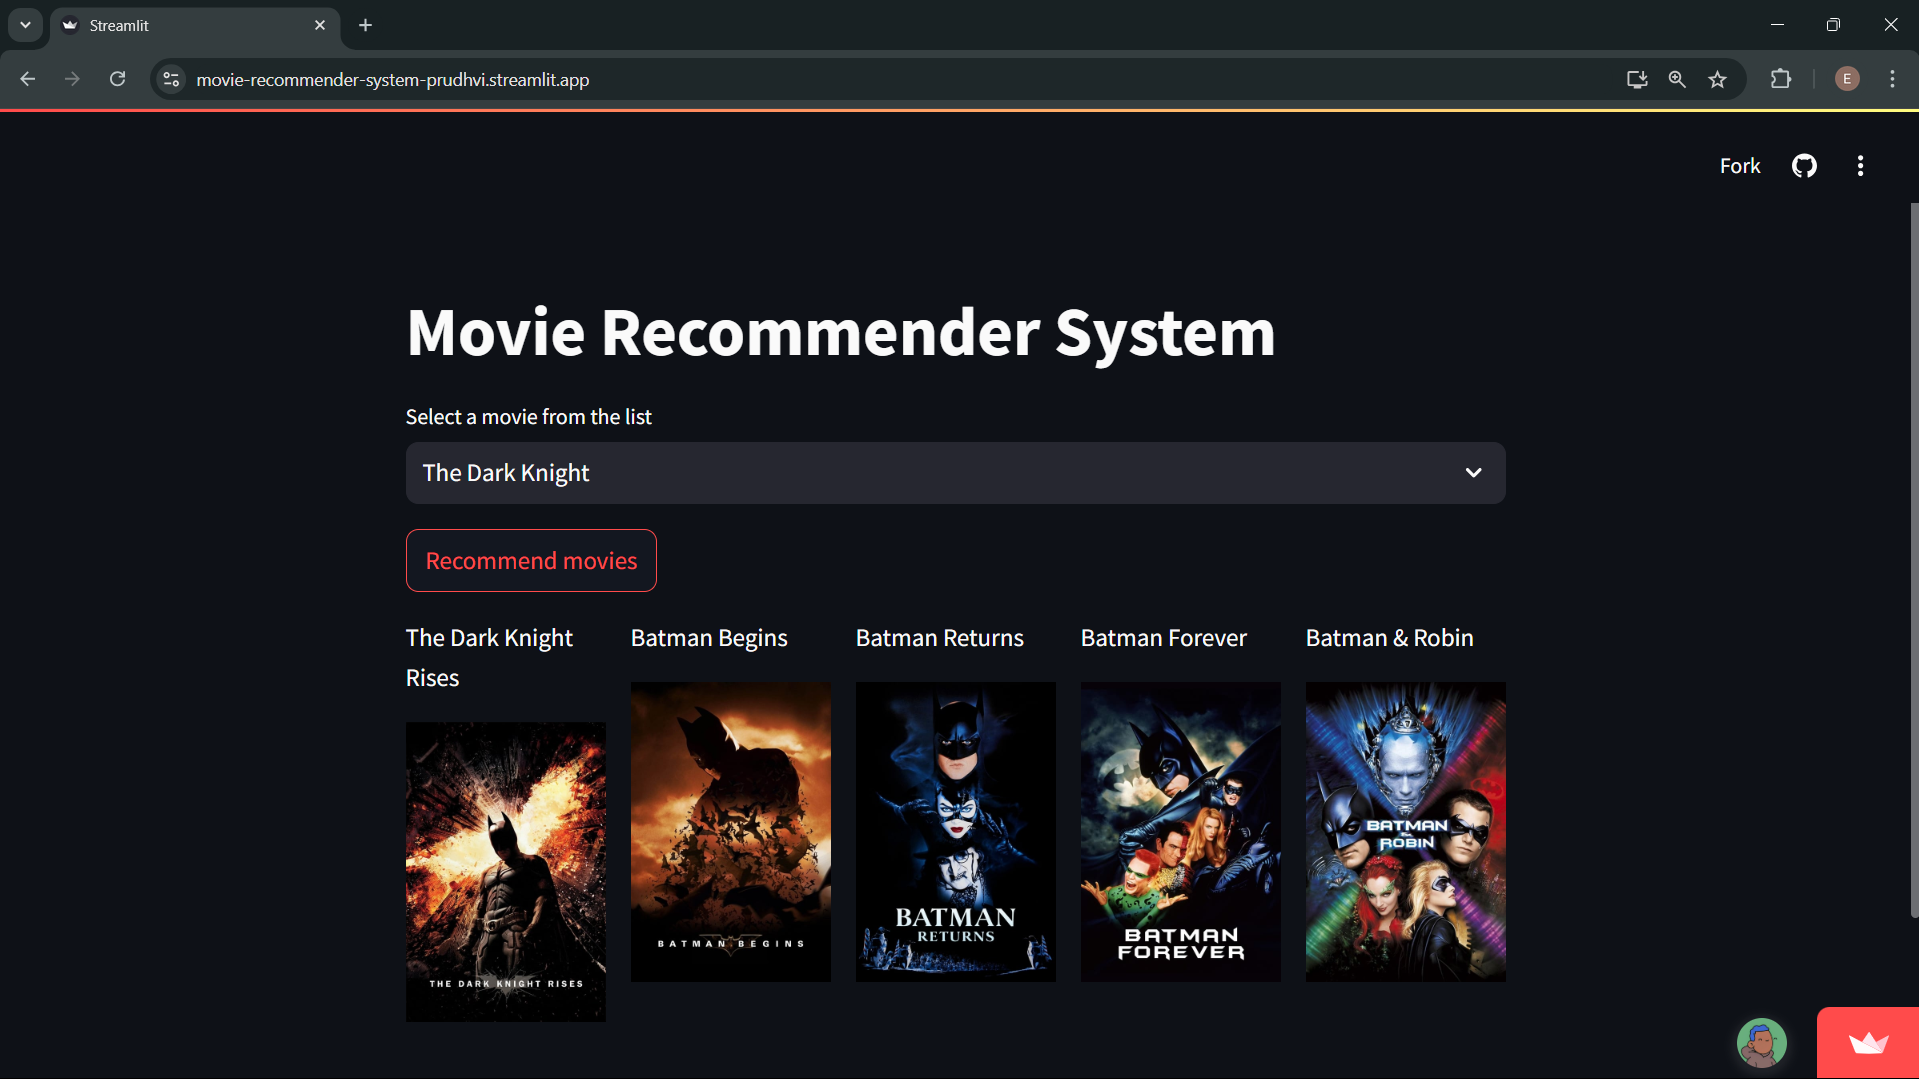 Streamlit
movie-recommender-system-prudhvi.streamlit.app
E
Fork
Movie Recommender System
Select a movie from the list
The Dark Knight
Recommend movies
The Dark Knight
Rises
Batman Begins
Batman Returns
Batman Forever
Batman & Robin
THE DARK KNIGHT RISES
BATMAN BEGINS
BATMAN
RETURNS
BATMAN
FOREVER
BATMAN
&
ROBIN